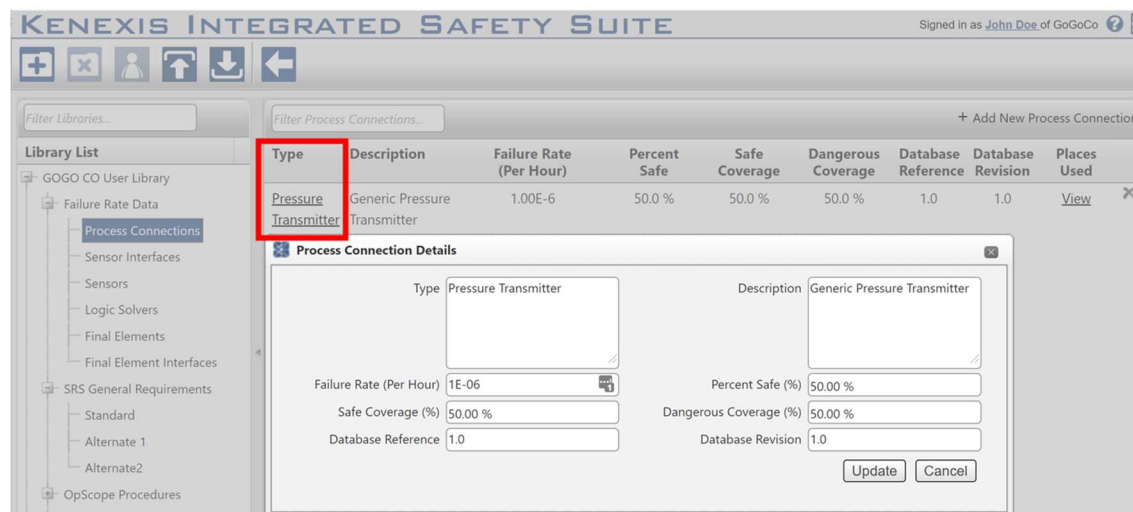 KENEXIS INTEGRATED SAFETY SUITE
Signed in as John Doe of GoGoCo
Filter Libraries...
Library List
GOGO CO User Library
Failure Rate Data
Process Connections
Sensor Interfaces
Sensors
Logic Solvers
Final Elements
Final Element Interfaces
SRS General Requirements
Standard
Alternate 1
Alternate2
OpScope Procedures
Filter Process Connections...
+ Add New Process Connection
Type Description Failure Rate (Per Hour) Percent Safe Safe Coverage Dangerous Coverage Database Reference Database Revision Places Used
Pressure Transmitter Generic Pressure Transmitter 1.00E-6 50.0 % 50.0 % 50.0 % 1.0 1.0 View
Process Connection Details
Type Pressure Transmitter Description Generic Pressure Transmitter
Failure Rate (Per Hour) 1E-06 Percent Safe (%) 50.00 %
Safe Coverage (%) 50.00 % Dangerous Coverage (%) 50.00 %
Database Reference 1.0 Database Revision 1.0
Update Cancel